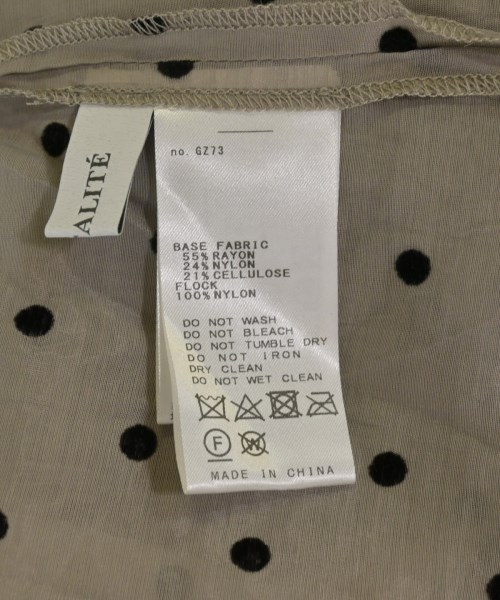 ALITÉ
no. GZ73
BASE FABRIC
55% RAYON
24% NYLON
21% CELLULOSE
FLOCK
100% NYLON
DO NOT WASH
DO NOT BLEACH
DO NOT TUMBLE DRY
DO NOT IRON
DRY CLEAN
DO NOT WET CLEAN
F W
MADE IN CHINA